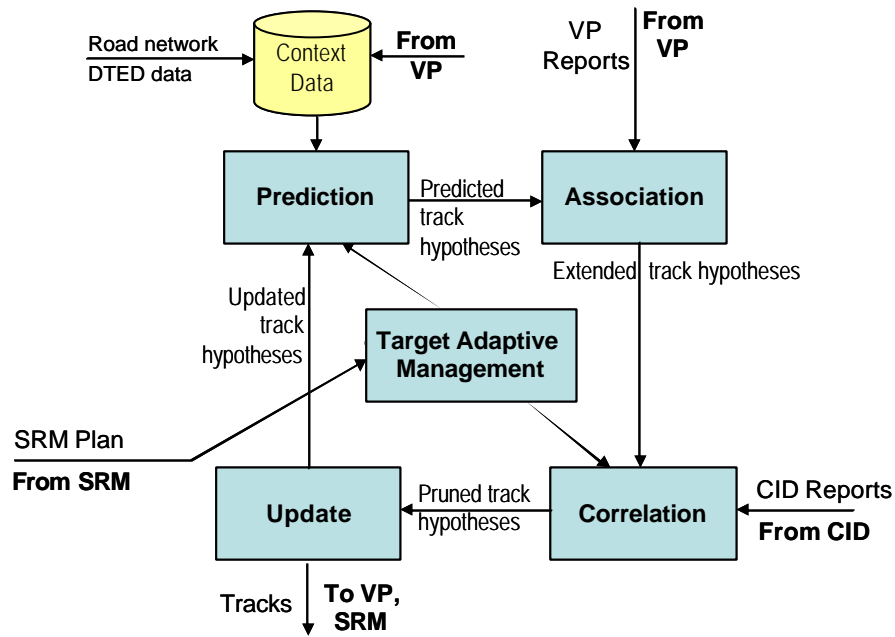 Road network
DTED data
Context
Data
From
VP
VP
Reports
From
VP
Prediction
Predicted
track
hypotheses
Association
Extended track hypotheses
Updated
track
hypotheses
Target Adaptive
Management
SRM Plan
From SRM
Update
Pruned track
hypotheses
Correlation
CID Reports
From CID
Tracks
To VP,
SRM